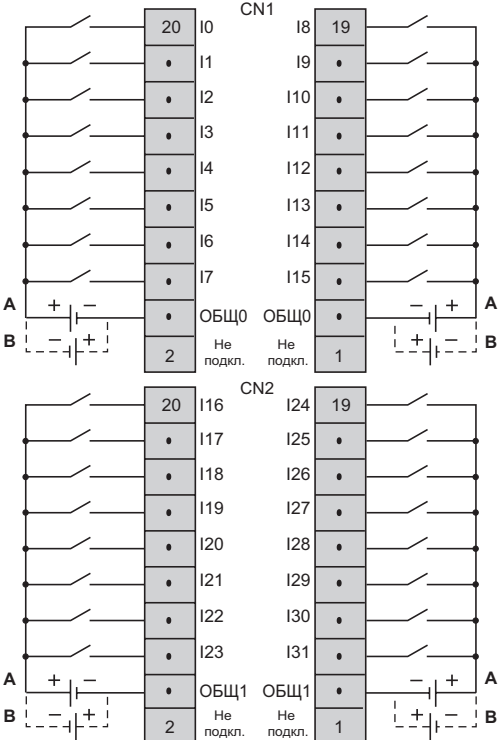 CN1
20 I0 I8 19
I1 I9
I2 I10
I3 I11
I4 I12
I5 I13
I6 I14
I7 I15
A + − ОБЩ0 ОБЩ0 − + A
B − + 2 Не подкл. Не подкл. 1 + − B
CN2
20 I16 I24 19
I17 I25
I18 I26
I19 I27
I20 I28
I21 I29
I22 I30
I23 I31
A + − ОБЩ1 ОБЩ1 − + A
B − + 2 Не подкл. Не подкл. 1 + − B